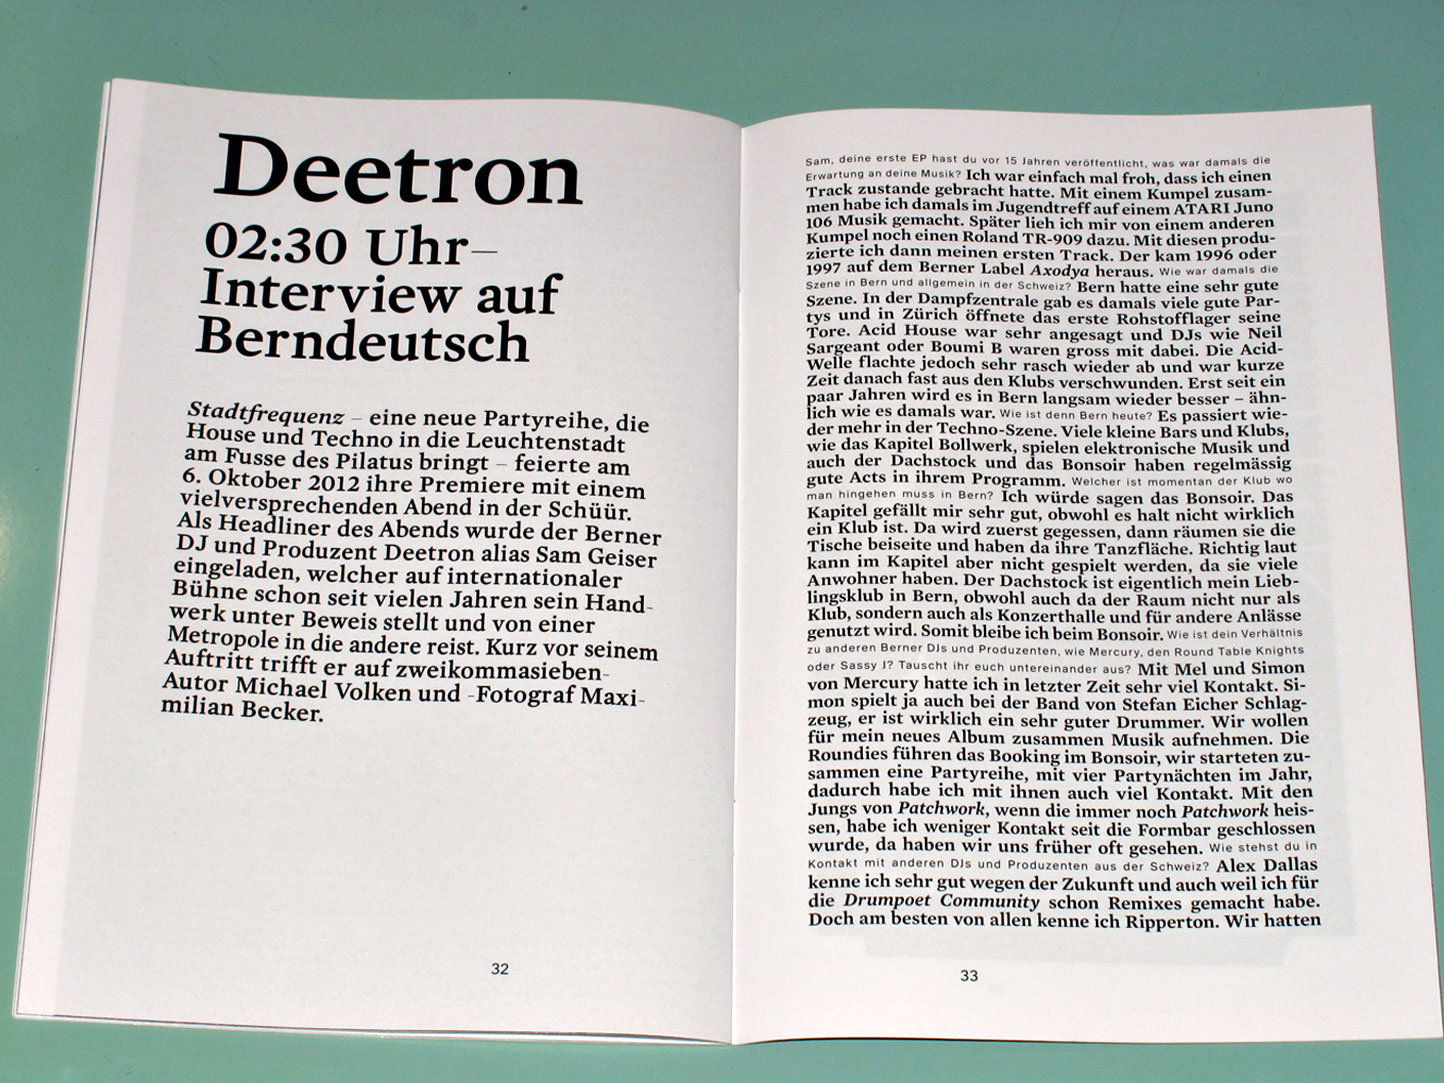 Deetron
02:30 Uhr–
Interview auf
Berndeutsch
Stadtfrequenz – eine neue Partyreihe, die
House und Techno in die Leuchtenstadt
am Fusse des Pilatus bringt – feierte am
6. Oktober 2012 ihre Premiere mit einem
vielversprechenden Abend in der Schüür.
Als Headliner des Abends wurde der Berner
DJ und Produzent Deetron alias Sam Geiser
eingeladen, welcher auf internationaler
Bühne schon seit vielen Jahren sein Hand-
werk unter Beweis stellt und von einer
Metropole in die andere reist. Kurz vor seinem
Auftritt trifft er auf zweikommasieben-
Autor Michael Volken und -Fotograf Maxi-
milian Becker.
32
Sam, deine erste EP hast du vor 15 Jahren veröffentlicht, was war damals die
Erwartung an deine Musik? Ich war einfach mal froh, dass ich einen
Track zustande gebracht hatte. Mit einem Kumpel zusam-
men habe ich damals im Jugendtreff auf einem ATARI Juno
106 Musik gemacht. Später lieh ich mir von einem anderen
Kumpel noch einen Roland TR-909 dazu. Mit diesen produ-
zierte ich dann meinen ersten Track. Der kam 1996 oder
1997 auf dem Berner Label Axodya heraus. Wie war damals die
Szene in Bern und allgemein in der Schweiz? Bern hatte eine sehr gute
Szene. In der Dampfzentrale gab es damals viele gute Par-
tys und in Zürich öffnete das erste Rohstofflager seine
Tore. Acid House war sehr angesagt und DJs wie Neil
Sargeant oder Boumi B waren gross mit dabei. Die Acid-
Welle flachte jedoch sehr rasch wieder ab und war kurze
Zeit danach fast aus den Klubs verschwunden. Erst seit ein
paar Jahren wird es in Bern langsam wieder besser – ähn-
lich wie es damals war. Wie ist denn Bern heute? Es passiert wie-
der mehr in der Techno-Szene. Viele kleine Bars und Klubs,
wie das Kapitel Bollwerk, spielen elektronische Musik und
auch der Dachstock und das Bonsoir haben regelmässig
gute Acts in ihrem Programm. Welcher ist momentan der Klub wo
man hingehen muss in Bern? Ich würde sagen das Bonsoir. Das
Kapitel gefällt mir sehr gut, obwohl es halt nicht wirklich
ein Klub ist. Da wird zuerst gegessen, dann räumen sie die
Tische beiseite und haben da ihre Tanzfläche. Richtig laut
kann im Kapitel aber nicht gespielt werden, da sie viele
Anwohner haben. Der Dachstock ist eigentlich mein Lieb-
lingsklub in Bern, obwohl auch da der Raum nicht nur als
Klub, sondern auch als Konzerthalle und für andere Anlässe
genutzt wird. Somit bleibe ich beim Bonsoir. Wie ist dein Verhältnis
zu anderen Berner DJs und Produzenten, wie Mercury, den Round Table Knights
oder Sassy J? Tauscht ihr euch untereinander aus? Mit Mel und Simon
von Mercury hatte ich in letzter Zeit sehr viel Kontakt. Si-
mon spielt ja auch bei der Band von Stefan Eicher Schlag-
zeug, er ist wirklich ein sehr guter Drummer. Wir wollen
für mein neues Album zusammen Musik aufnehmen. Die
Roundies führen das Booking im Bonsoir, wir starteten zu-
sammen eine Partyreihe, mit vier Partynächten im Jahr,
dadurch habe ich mit ihnen auch viel Kontakt. Mit den
Jungs von Patchwork, wenn die immer noch Patchwork heis-
sen, habe ich weniger Kontakt seit die Formbar geschlossen
wurde, da haben wir uns früher oft gesehen. Wie stehst du in
Kontakt mit anderen DJs und Produzenten aus der Schweiz? Alex Dallas
kenne ich sehr gut wegen der Zukunft und auch weil ich für
die Drumpoet Community schon Remixes gemacht habe.
Doch am besten von allen kenne ich Ripperton. Wir hatten
33